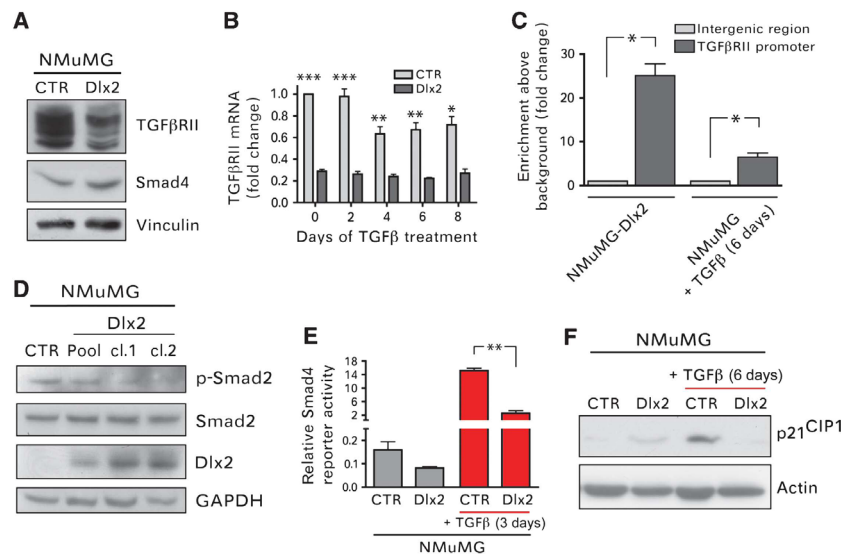 A
NMuMG
CTR Dlx2
TGFβRII
Smad4
Vinculin
B
CTR
Dlx2
TGFβRII mRNA
(fold change)
1.0
0.8
0.6
0.4
0.2
0.0
*** *** ** ** *
0 2 4 6 8
Days of TGFβ treatment
C
Intergenic region
TGFβRII promoter
Enrichment above
background (fold change)
30
20
10
0
*
*
NMuMG-Dlx2
NMuMG
+ TGFβ (6 days)
D
NMuMG
Dlx2
CTR Pool cl.1 cl.2
p-Smad2
Smad2
Dlx2
GAPDH
E
Relative Smad4
reporter activity
18
14
10
6
2
0.2
0.1
0.0
**
CTR Dlx2 CTR Dlx2
+ TGFβ (3 days)
NMuMG
F
NMuMG
+ TGFβ (6 days)
CTR Dlx2 CTR Dlx2
p21CIP1
Actin